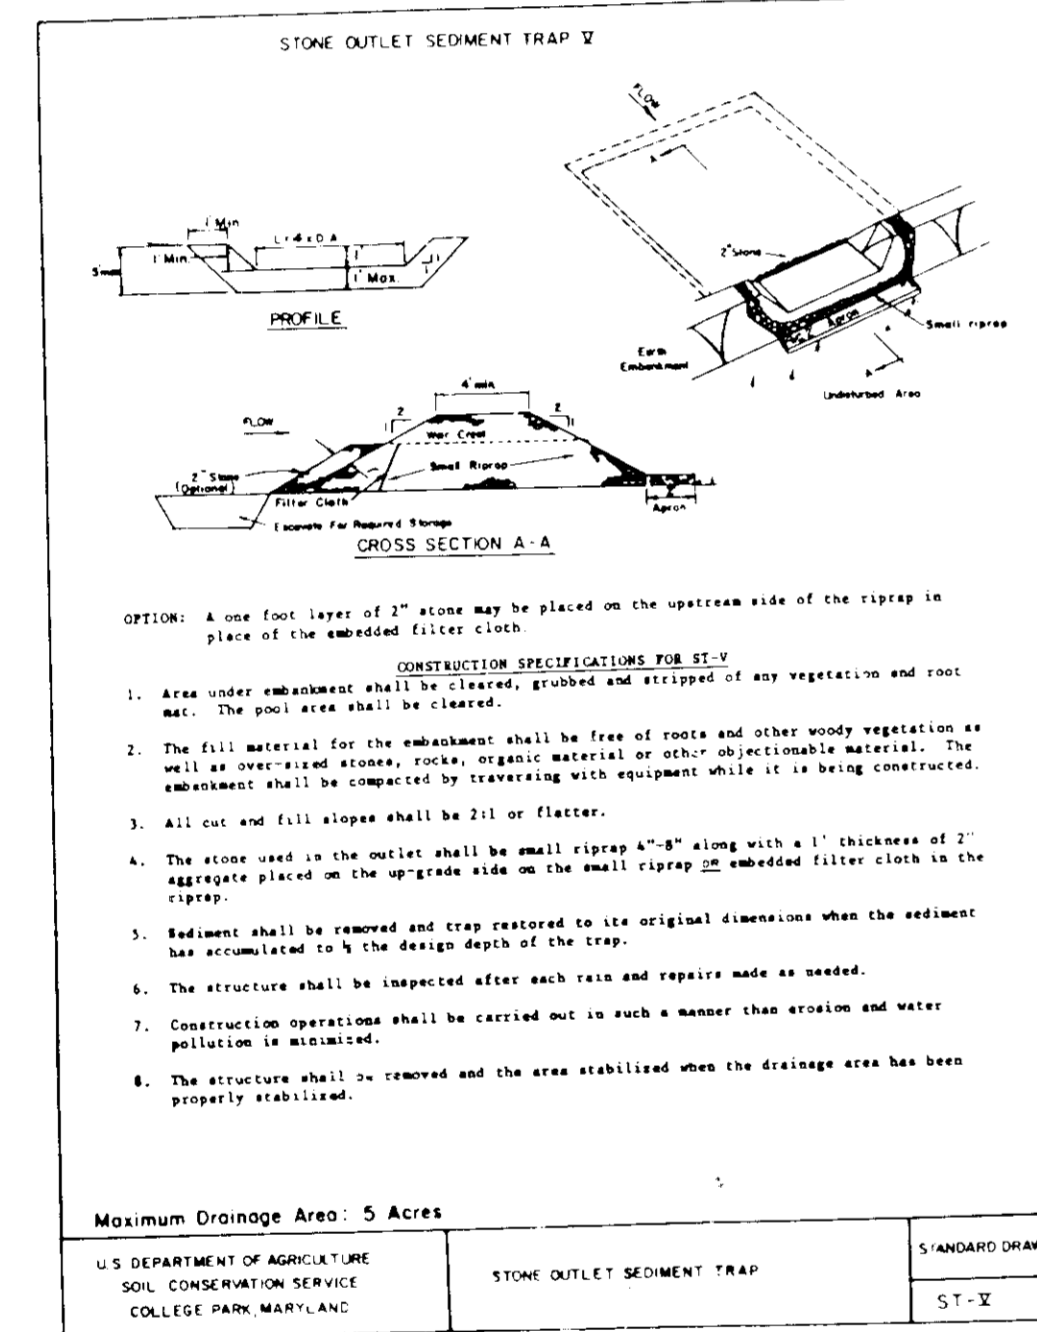 STONE OUTLET SEDIMENT TRAP V
FLOW
A
1' Min
L = 4 x D.A.
1' Min.
1'
5' max
1' Max.
1
PROFILE
2" Stone
Apron
Small riprap
Earth
Embankment
A
Undisturbed Area
4' min.
2
1
2
1
FLOW
Weir Crest
Small Riprap
2" Stone
(Optional)
Filter Cloth
Apron
Excavate For Required Storage
CROSS SECTION A-A
OPTION: A one foot layer of 2" stone may be placed on the upstream side of the riprap in
place of the embedded filter cloth.
CONSTRUCTION SPECIFICATIONS FOR ST-V
1. Area under embankment shall be cleared, grubbed and stripped of any vegetation and root
mat. The pool area shall be cleared.
2. The fill material for the embankment shall be free of roots and other woody vegetation as
well as over-sized stones, rocks, organic material or other objectionable material. The
embankment shall be compacted by traversing with equipment while it is being constructed.
3. All cut and fill slopes shall be 2:1 or flatter.
4. The stone used in the outlet shall be small riprap 4"-8" along with a 1' thickness of 2"
aggregate placed on the up-grade side on the small riprap OR embedded filter cloth in the
riprap.
5. Sediment shall be removed and trap restored to its original dimensions when the sediment
has accumulated to ½ the design depth of the trap.
6. The structure shall be inspected after each rain and repairs made as needed.
7. Construction operations shall be carried out in such a manner than erosion and water
pollution is minimized.
8. The structure shall be removed and the area stabilized when the drainage area has been
properly stabilized.
Maximum Drainage Area: 5 Acres
U.S DEPARTMENT OF AGRICULTURE
SOIL CONSERVATION SERVICE
COLLEGE PARK, MARYLAND
STONE OUTLET SEDIMENT TRAP
STANDARD DRAW
ST-V